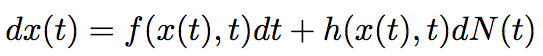 dx(t) = f(x(t), t)dt + h(x(t), t)dN(t)